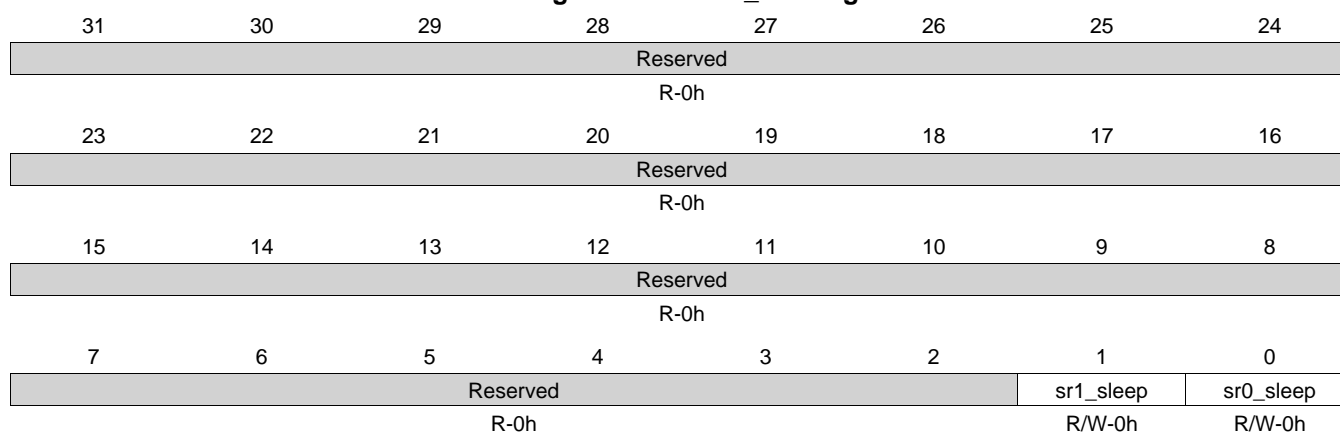 31 30 29 28 27 26 25 24
Reserved
R-0h
23 22 21 20 19 18 17 16
Reserved
R-0h
15 14 13 12 11 10 9 8
Reserved
R-0h
7 6 5 4 3 2 1 0
Reserved sr1_sleep sr0_sleep
R-0h R/W-0h R/W-0h